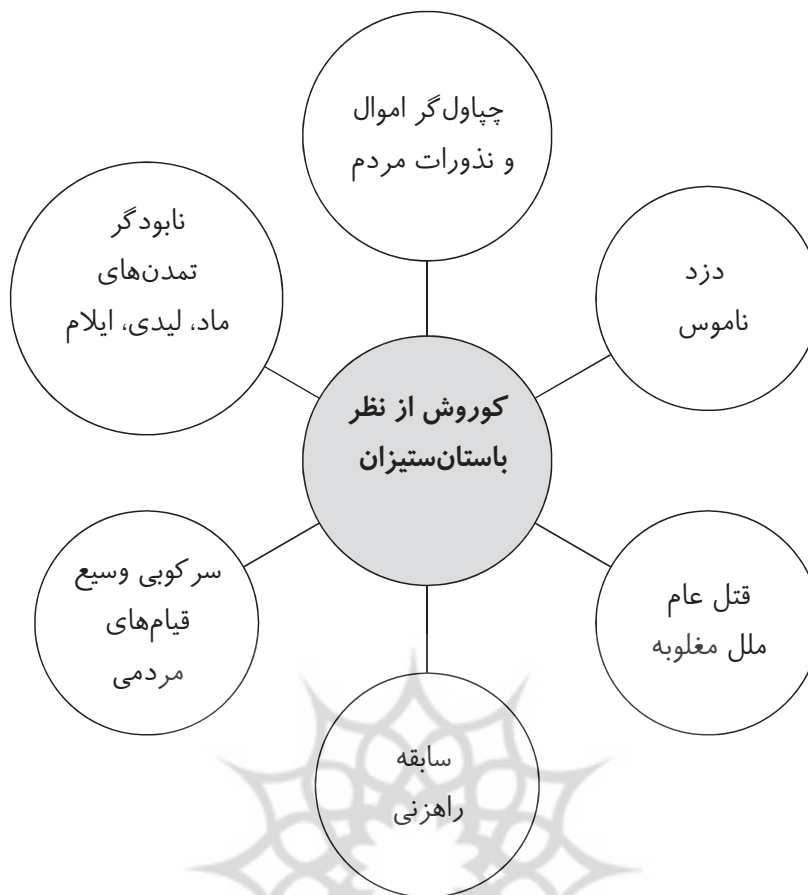 چپاول‌گر اموال
و نذورات مردم
دزد
ناموس
نابودگر
تمدن‌های
ماد، لیدی، ایلام
کوروش از نظر
باستان‌ستیزان
قتل عام
ملل مغلوبه
سرکوبی وسیع
قیام‌های
مردمی
سابقه
راهزنی